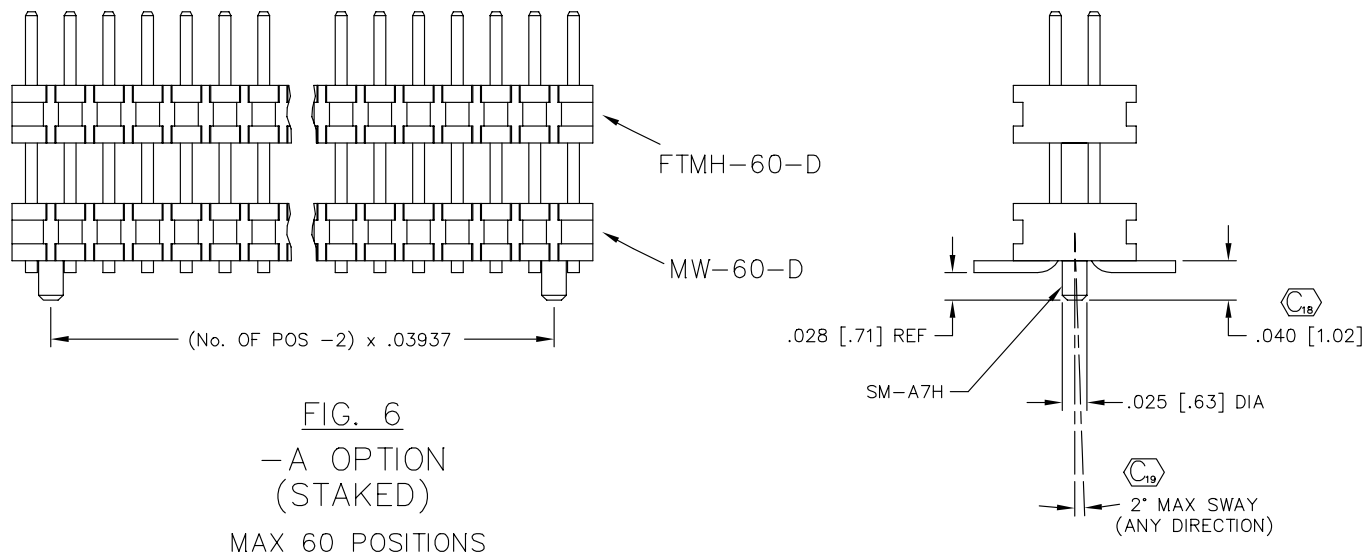 FTMH-60-D
MW-60-D
(No. OF POS -2) x .03937
FIG. 6
-A OPTION
(STAKED)
MAX 60 POSITIONS
C18
.028 [.71] REF
.040 [1.02]
SM-A7H
.025 [.63] DIA
C19
2° MAX SWAY
(ANY DIRECTION)